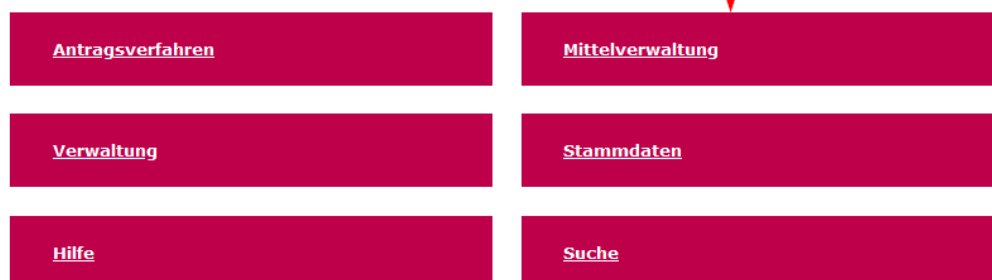 Antragsverfahren
Mittelverwaltung
Verwaltung
Stammdaten
Hilfe
Suche